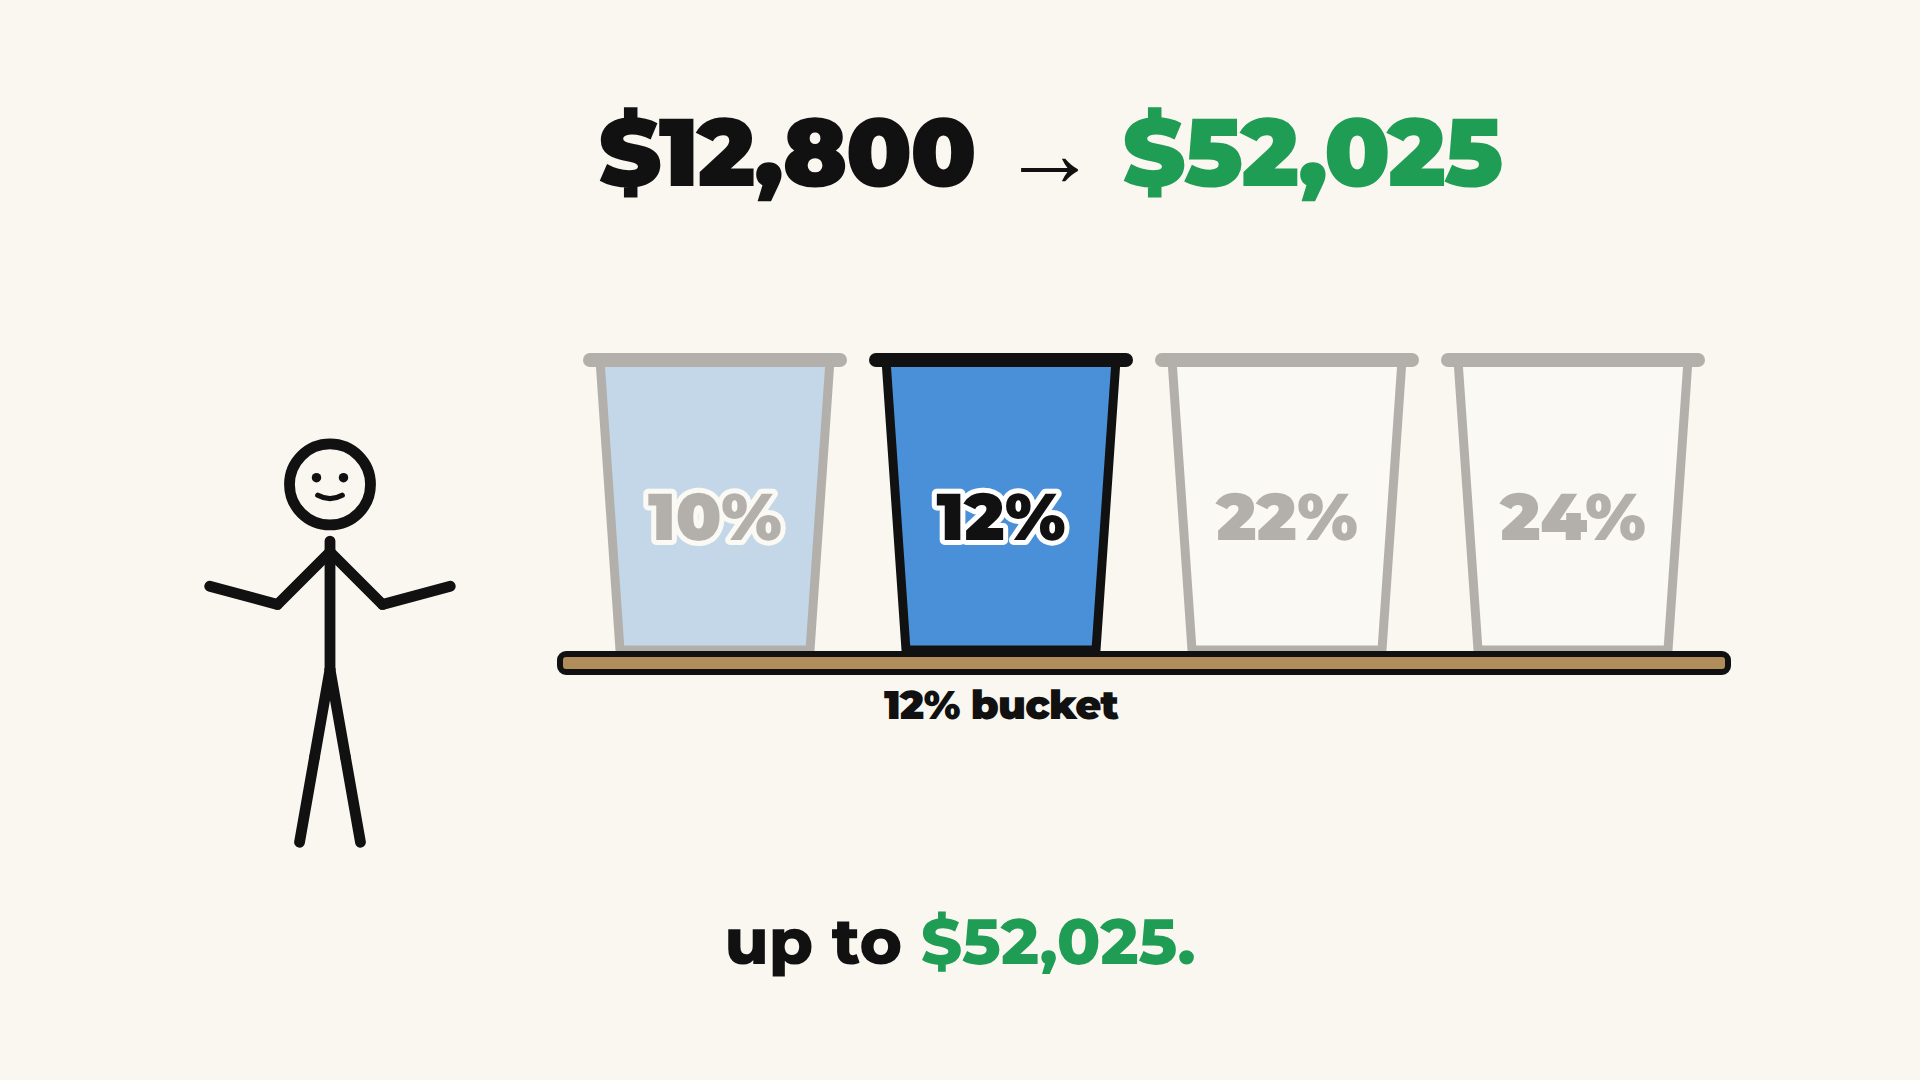 $12,800 → $52,025
10% 12% 22% 24%
12% bucket
up to $52,025.